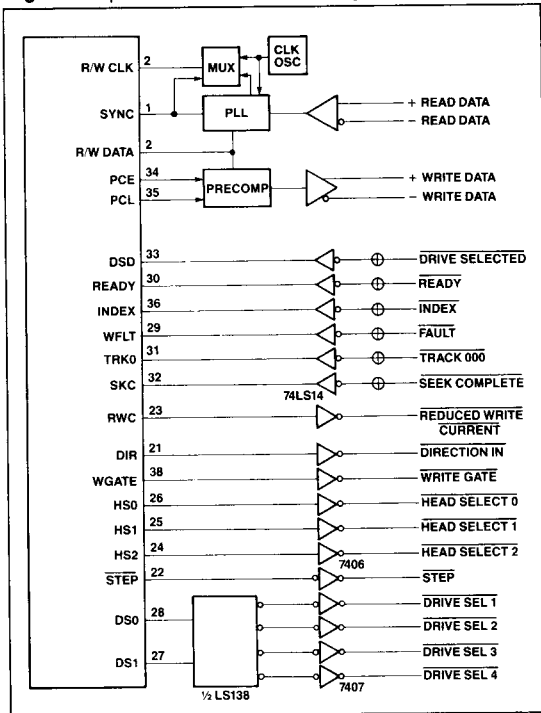 CLK
OSC
R/W CLK 2 MUX
SYNC 1 PLL + READ DATA
− READ DATA
R/W DATA 2
PCE 34 PRECOMP + WRITE DATA
PCL 35 − WRITE DATA
DSD 33 DRIVE SELECTED
READY 30 READY
INDEX 36 INDEX
WFLT 29 FAULT
TRK0 31 TRACK 000
SKC 32 74LS14 SEEK COMPLETE
RWC 23 REDUCED WRITE
CURRENT
DIR 21 DIRECTION IN
WGATE 38 WRITE GATE
HS0 26 HEAD SELECT 0
HS1 25 HEAD SELECT 1
HS2 24 7406 HEAD SELECT 2
STEP 22 STEP
DS0 28 DRIVE SEL 1
DRIVE SEL 2
DS1 27 DRIVE SEL 3
7407 DRIVE SEL 4
½ LS138